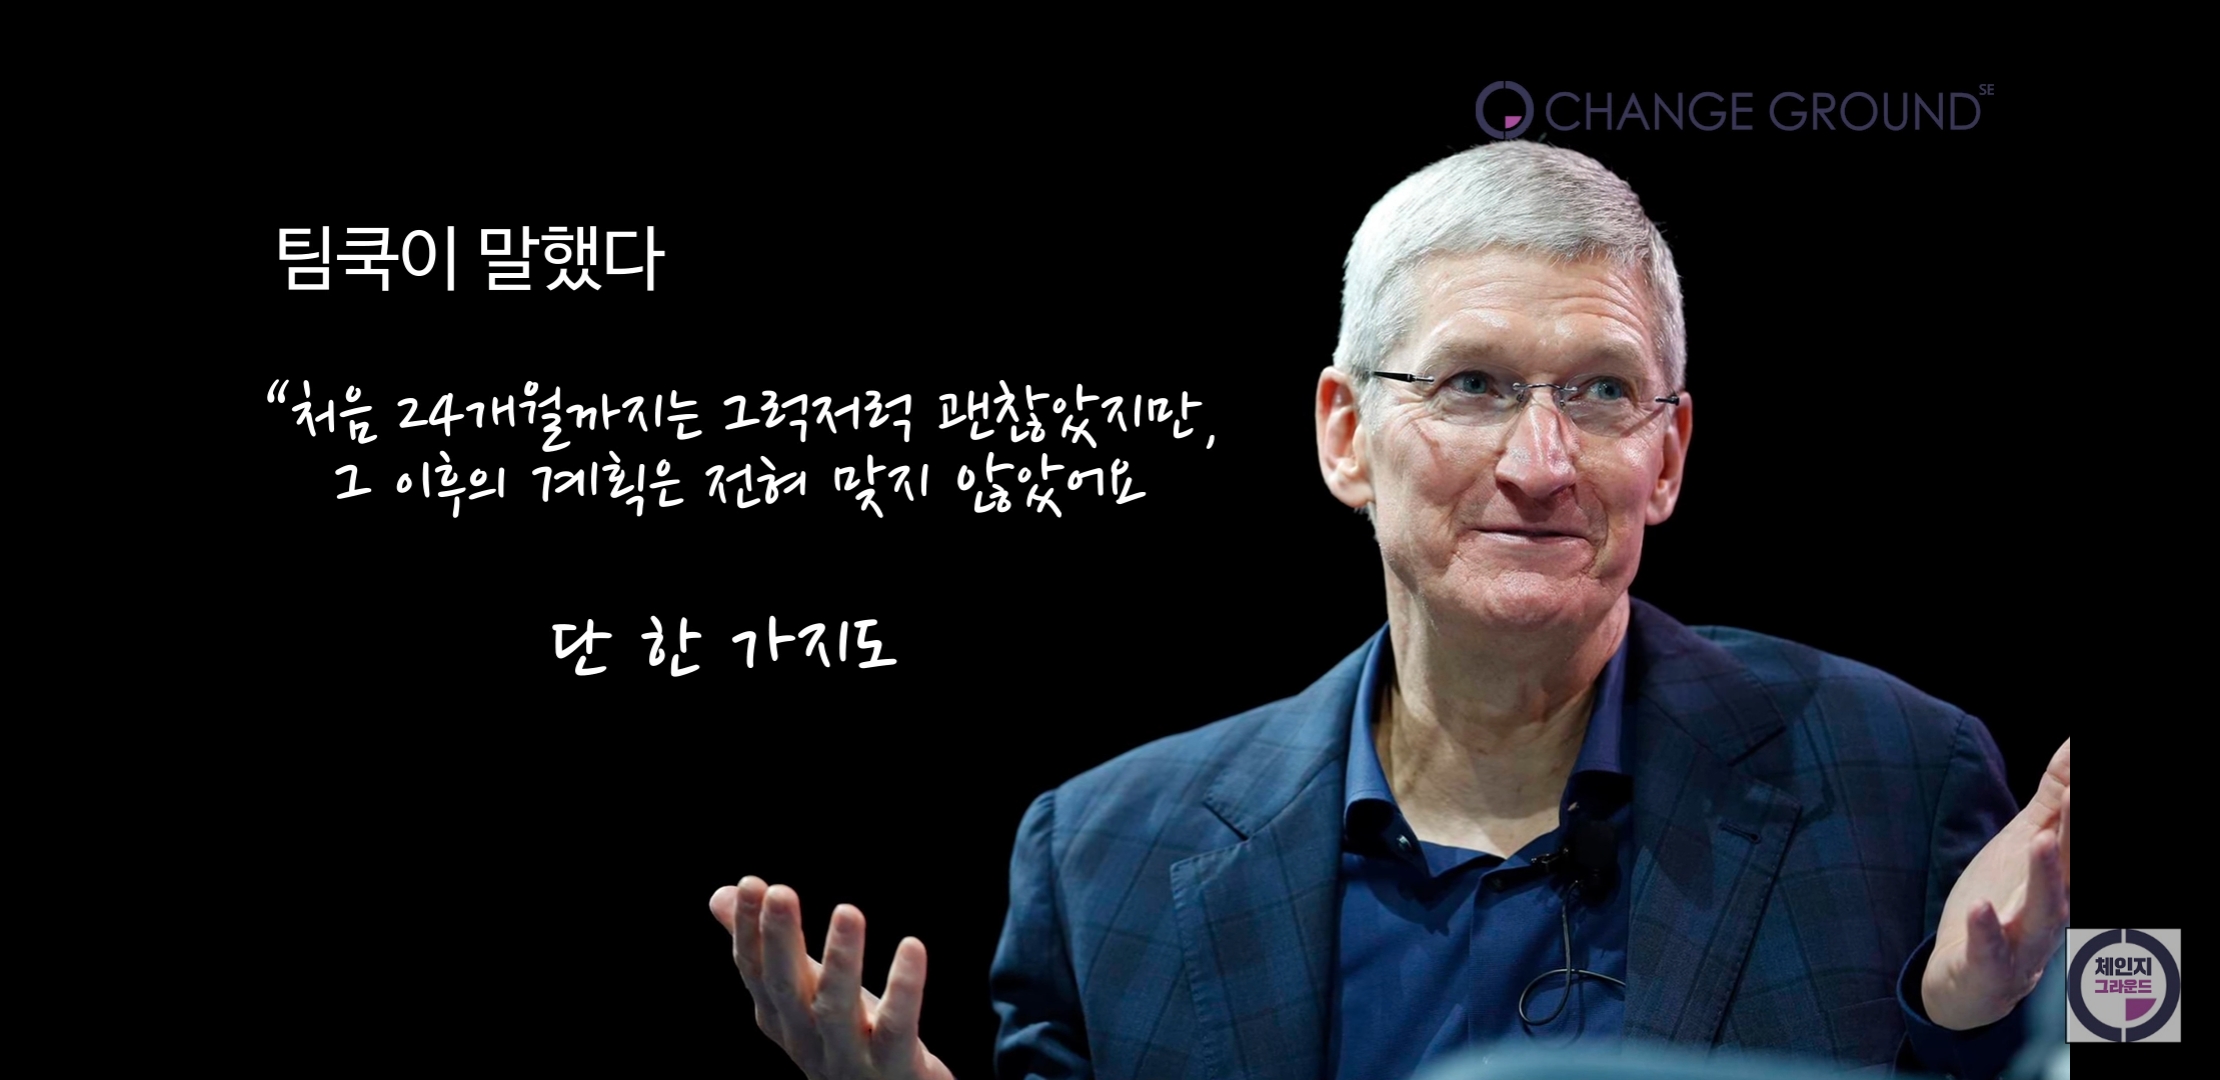 CHANGE GROUND SE
팀쿡이 말했다
“처음 24개월까지는 그럭저럭 괜찮았지만,
그 이후의 계획은 전혀 맞지 않았어요
단 한 가지도
체인지
그라운드